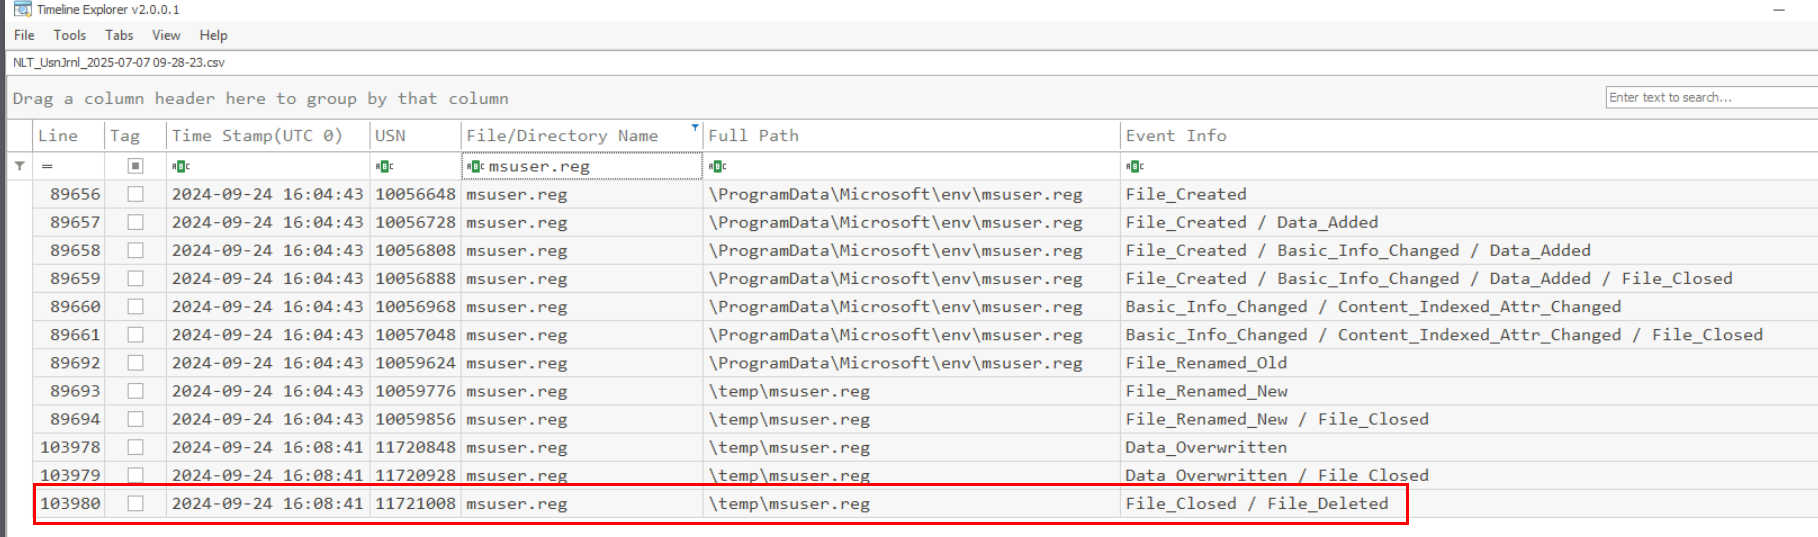 Timeline Explorer v2.0.0.1
File Tools Tabs View Help
NLT_UsnJrnl_2025-07-07 09-28-23.csv
Drag a column header here to group by that column
Enter text to search...
Line Tag Time Stamp(UTC 0) USN File/Directory Name Full Path Event Info
= ABC ABC ABC msuser.reg ABC ABC
89656 2024-09-24 16:04:43 10056648 msuser.reg \ProgramData\Microsoft\env\msuser.reg File_Created
89657 2024-09-24 16:04:43 10056728 msuser.reg \ProgramData\Microsoft\env\msuser.reg File_Created / Data_Added
89658 2024-09-24 16:04:43 10056808 msuser.reg \ProgramData\Microsoft\env\msuser.reg File_Created / Basic_Info_Changed / Data_Added
89659 2024-09-24 16:04:43 10056888 msuser.reg \ProgramData\Microsoft\env\msuser.reg File_Created / Basic_Info_Changed / Data_Added / File_Closed
89660 2024-09-24 16:04:43 10056968 msuser.reg \ProgramData\Microsoft\env\msuser.reg Basic_Info_Changed / Content_Indexed_Attr_Changed
89661 2024-09-24 16:04:43 10057048 msuser.reg \ProgramData\Microsoft\env\msuser.reg Basic_Info_Changed / Content_Indexed_Attr_Changed / File_Closed
89692 2024-09-24 16:04:43 10059624 msuser.reg \ProgramData\Microsoft\env\msuser.reg File_Renamed_Old
89693 2024-09-24 16:04:43 10059776 msuser.reg \temp\msuser.reg File_Renamed_New
89694 2024-09-24 16:04:43 10059856 msuser.reg \temp\msuser.reg File_Renamed_New / File_Closed
103978 2024-09-24 16:08:41 11720848 msuser.reg \temp\msuser.reg Data_Overwritten
103979 2024-09-24 16:08:41 11720928 msuser.reg \temp\msuser.reg Data_Overwritten / File_Closed
103980 2024-09-24 16:08:41 11721008 msuser.reg \temp\msuser.reg File_Closed / File_Deleted